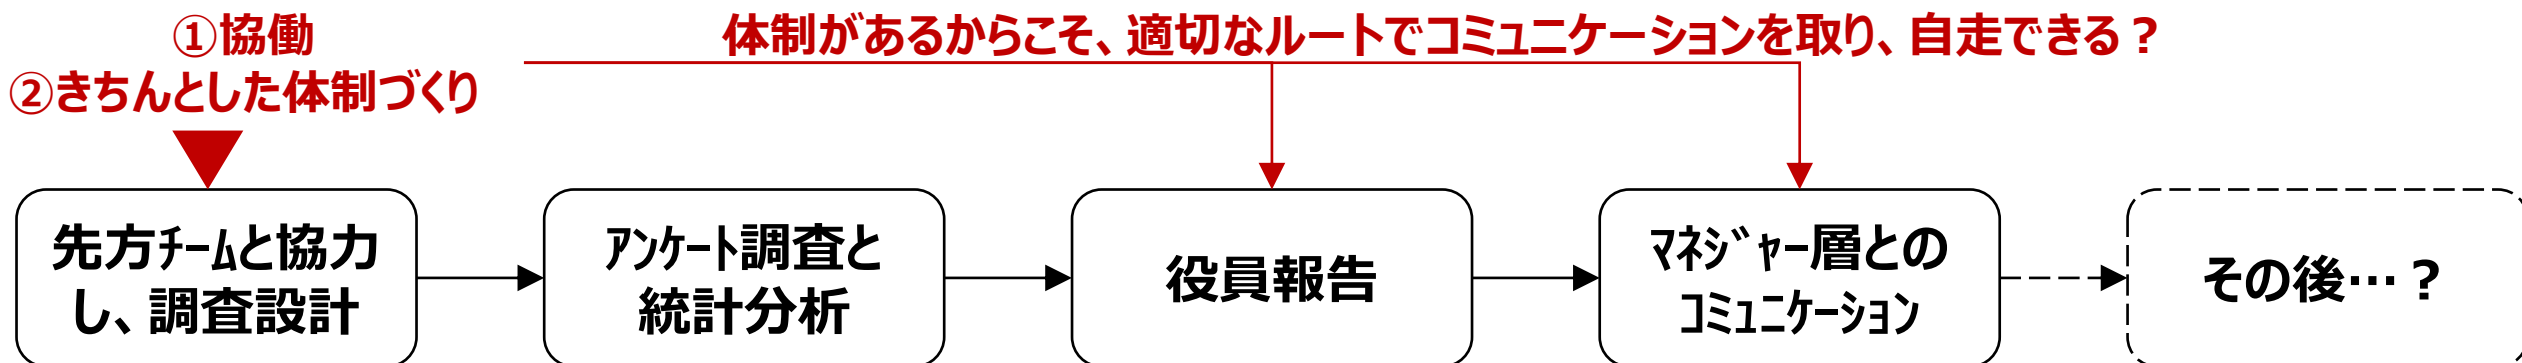 ①協働
②きちんとした体制づくり
体制があるからこそ、適切なルートでコミュニケーションを取り、自走できる？
先方ﾁｰﾑと協力
し、調査設計
ｱﾝｹｰﾄ調査と
統計分析
役員報告
ﾏﾈｼﾞｬｰ層との
ｺﾐｭﾆｹｰｼｮﾝ
その後…？